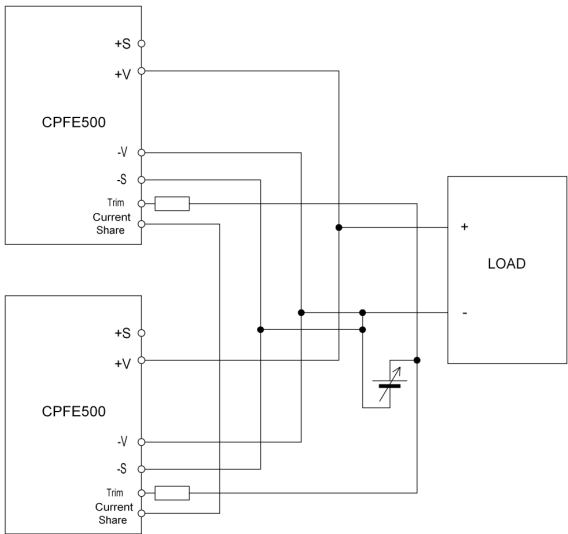 +S
+V
CPFE500
-V
-S
Trim
Current
Share
+
LOAD
-
+S
+V
CPFE500
-V
-S
Trim
Current
Share